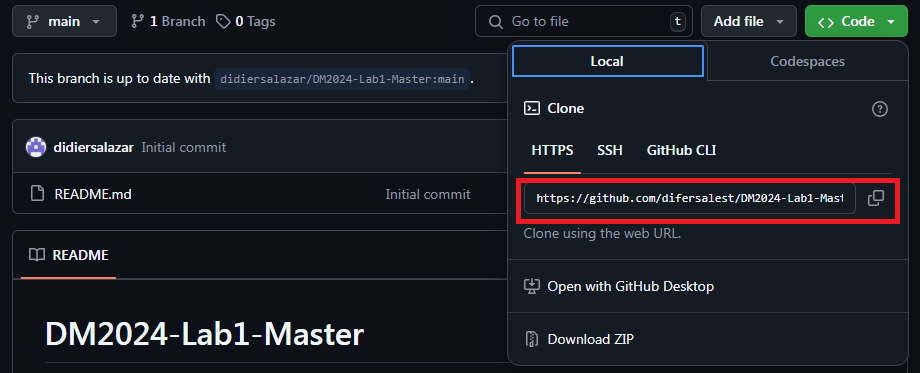 main 1 Branch 0 Tags Go to file t Add file Code
Local Codespaces
This branch is up to date with didiersalazar/DM2024-Lab1-Master:main .
Clone
didiersalazar Initial commit
HTTPS SSH GitHub CLI
README.md Initial commit
https://github.com/difersalest/DM2024-Lab1-Mast
Clone using the web URL.
README
Open with GitHub Desktop
DM2024-Lab1-Master
Download ZIP